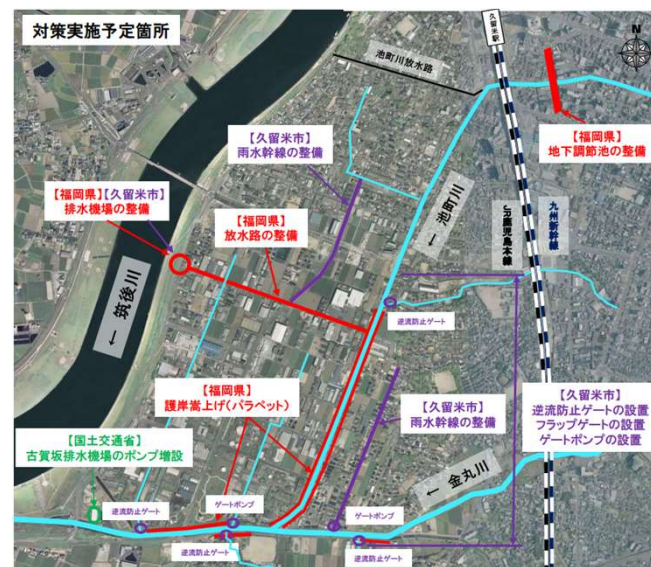 対策実施予定箇所
久留米駅
N
池町川放水路
【福岡県】
地下調節池の整備
【久留米市】
雨水幹線の整備
【福岡県】【久留米市】
排水機場の整備
【福岡県】
放水路の整備
← 池町川
JR鹿児島本線
九州新幹線
← 筑後川
逆流防止ゲート
【福岡県】
護岸嵩上げ(パラペット)
【久留米市】
雨水幹線の整備
【久留米市】
逆流防止ゲートの設置
フラップゲートの設置
ゲートポンプの設置
【国土交通省】
古賀坂排水機場のポンプ増設
← 金丸川
逆流防止ゲート
ゲートポンプ
ゲートポンプ
逆流防止ゲート
逆流防止ゲート